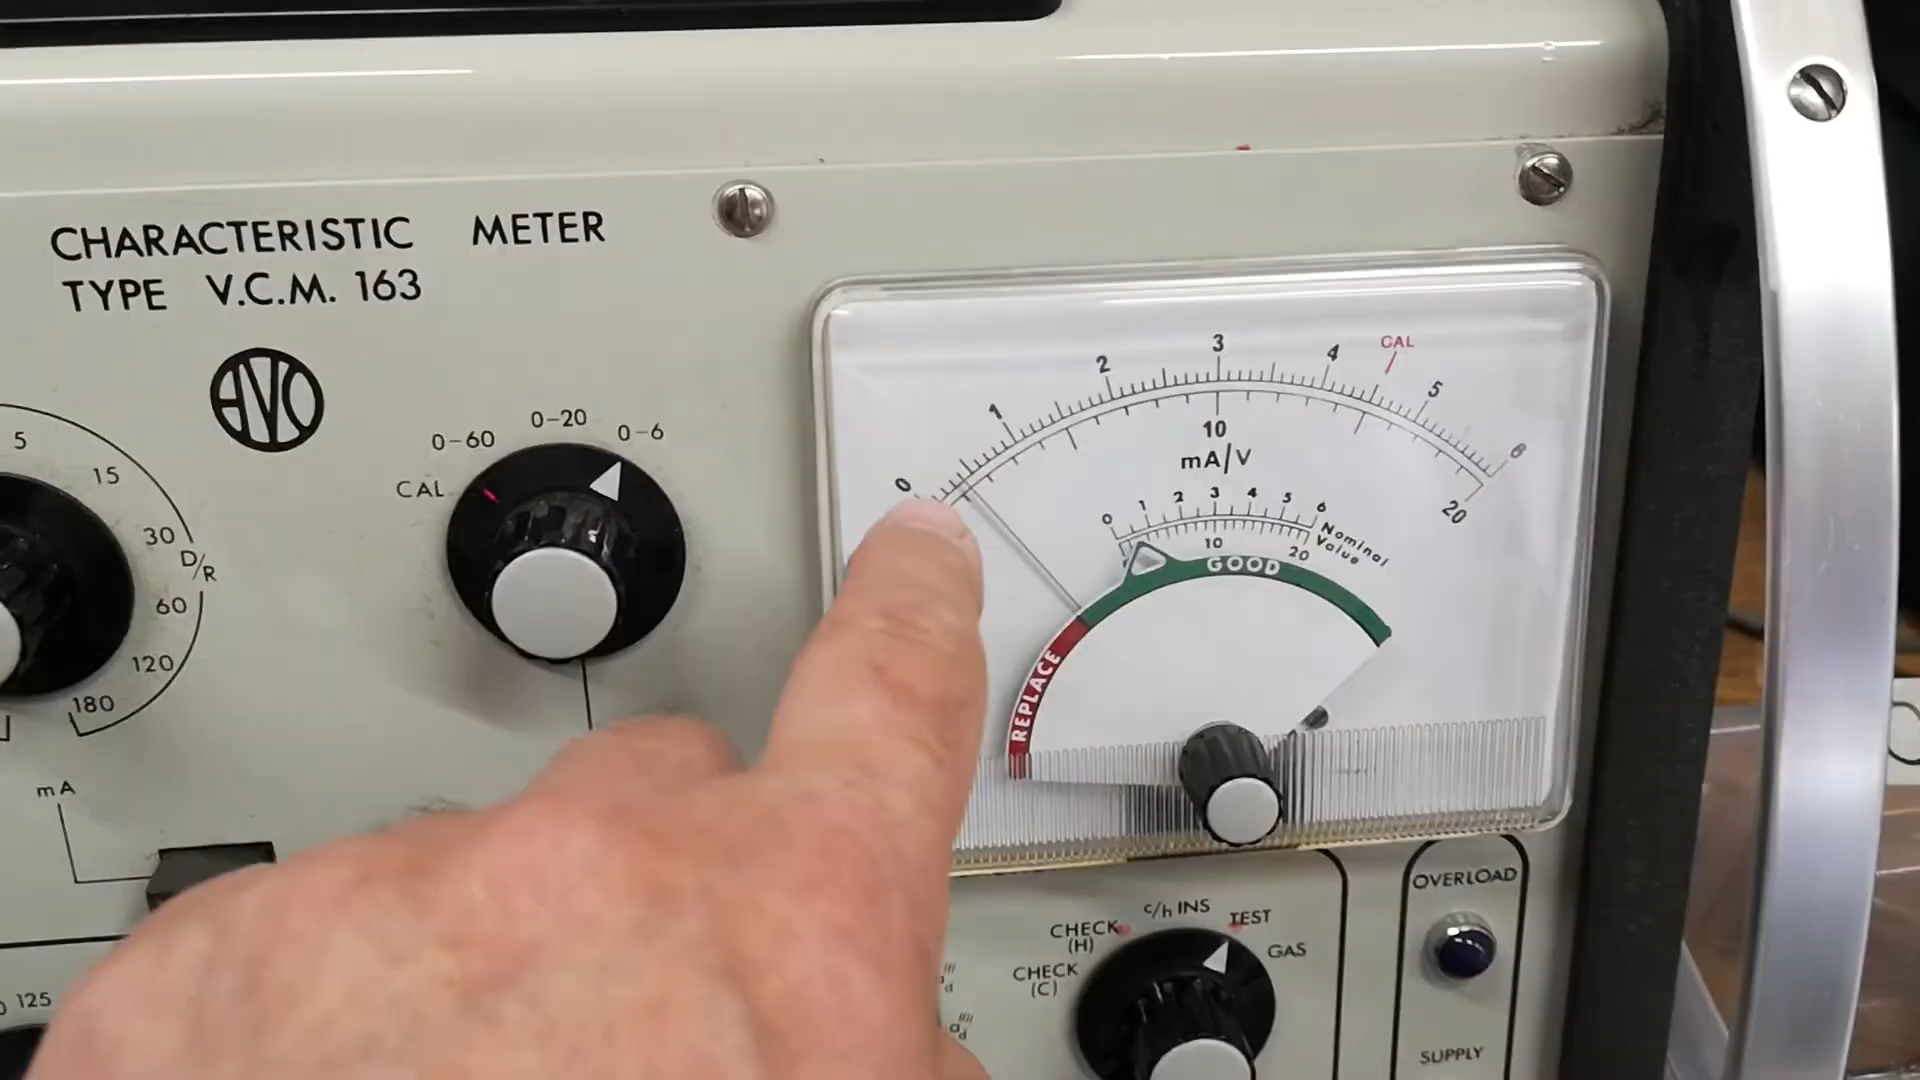 CHARACTERISTIC METER
TYPE V.C.M. 163
AVO
0-60
0-20
0-6
CAL
5
15
30
D/R
60
120
180
mA
125
0
1
2
3
4
CAL
5
6
10
20
mA/V
0
1
2
3
4
5
6
10
20
Nominal
Value
GOOD
REPLACE
CHECK
(H)
c/h INS
TEST
GAS
CHECK
(C)
OVERLOAD
SUPPLY